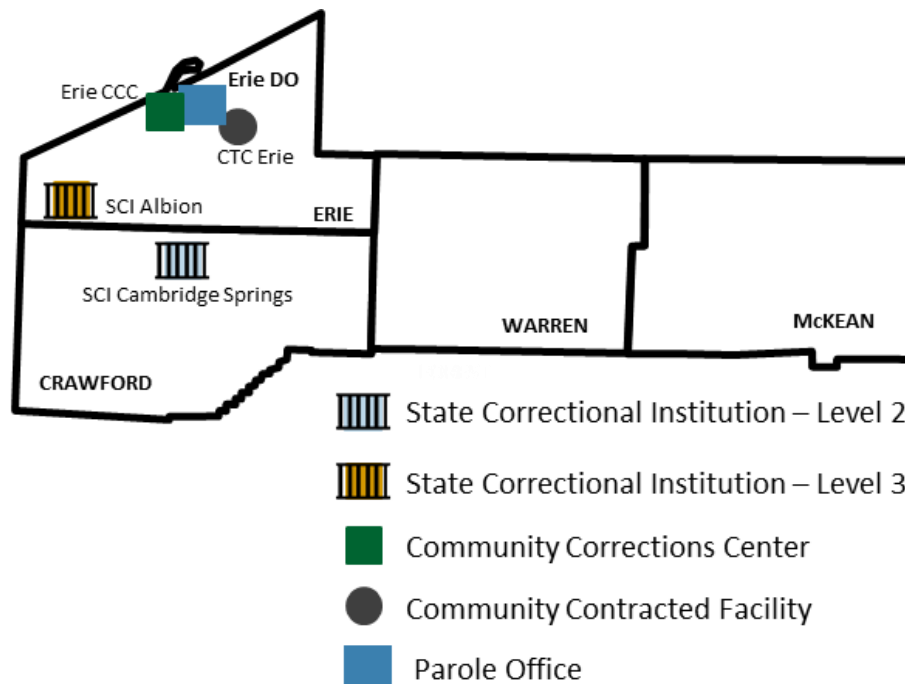 Erie DO
Erie CCC
CTC Erie
SCI Albion
ERIE
SCI Cambridge Springs
WARREN
McKEAN
CRAWFORD
State Correctional Institution – Level 2
State Correctional Institution – Level 3
Community Corrections Center
Community Contracted Facility
Parole Office